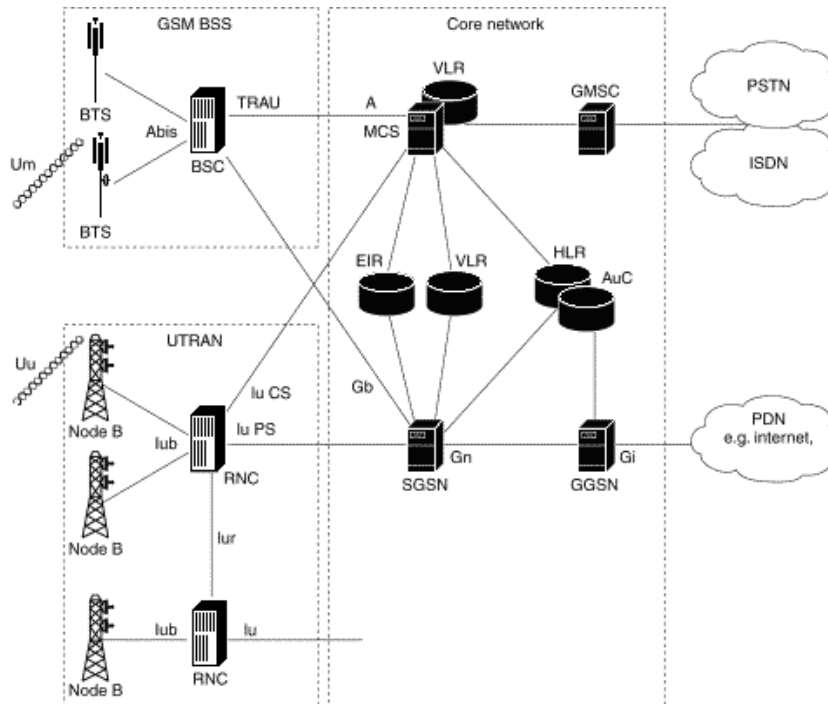 GSM BSS
Core network
BTS
Abis
TRAU
BSC
Um
BTS
A
VLR
MCS
GMSC
PSTN
ISDN
EIR
VLR
HLR
AuC
UTRAN
Uu
Node B
Iub
Iu CS
Iu PS
RNC
Node B
Gb
SGSN
Gn
GGSN
Gi
PDN
e.g. internet,
Iur
Iub
Iu
Node B
RNC